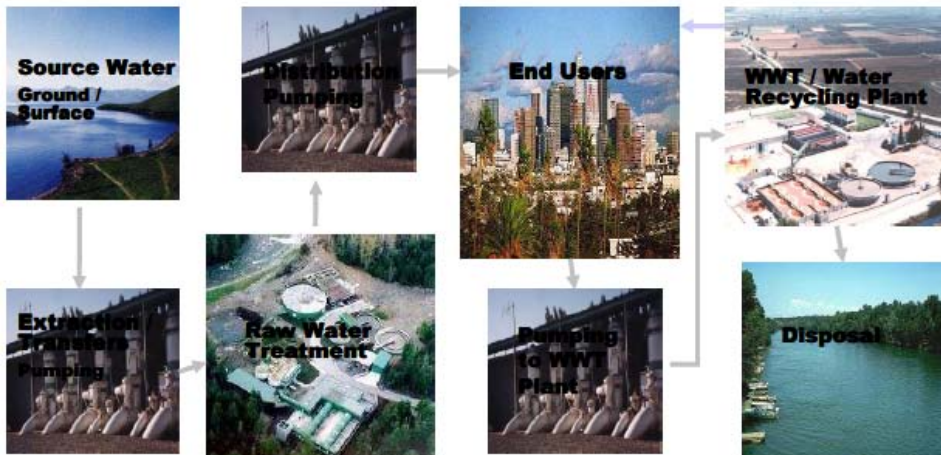 Source Water
Ground /
Surface
Distribution
Pumping
End Users
WWT / Water
Recycling Plant
Extraction /
Transfers
Pumping
Raw Water
Treatment
Pumping
to WWT
Plant
Disposal